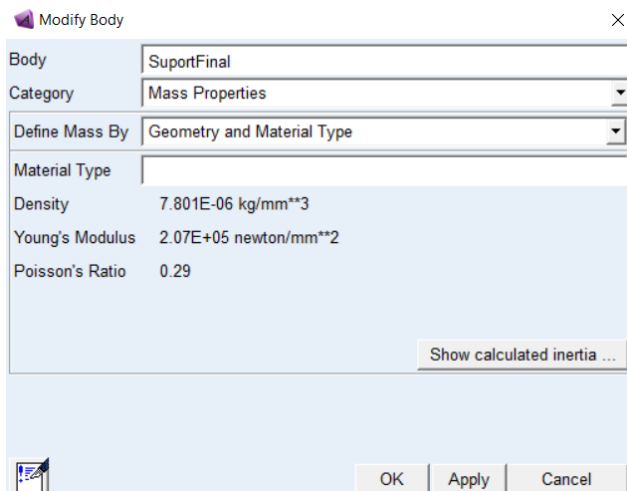 Modify Body
Body SuportFinal
Category Mass Properties
Define Mass By Geometry and Material Type
Material Type
Density 7.801E-06 kg/mm**3
Young's Modulus 2.07E+05 newton/mm**2
Poisson's Ratio 0.29
Show calculated inertia ...
OK Apply Cancel